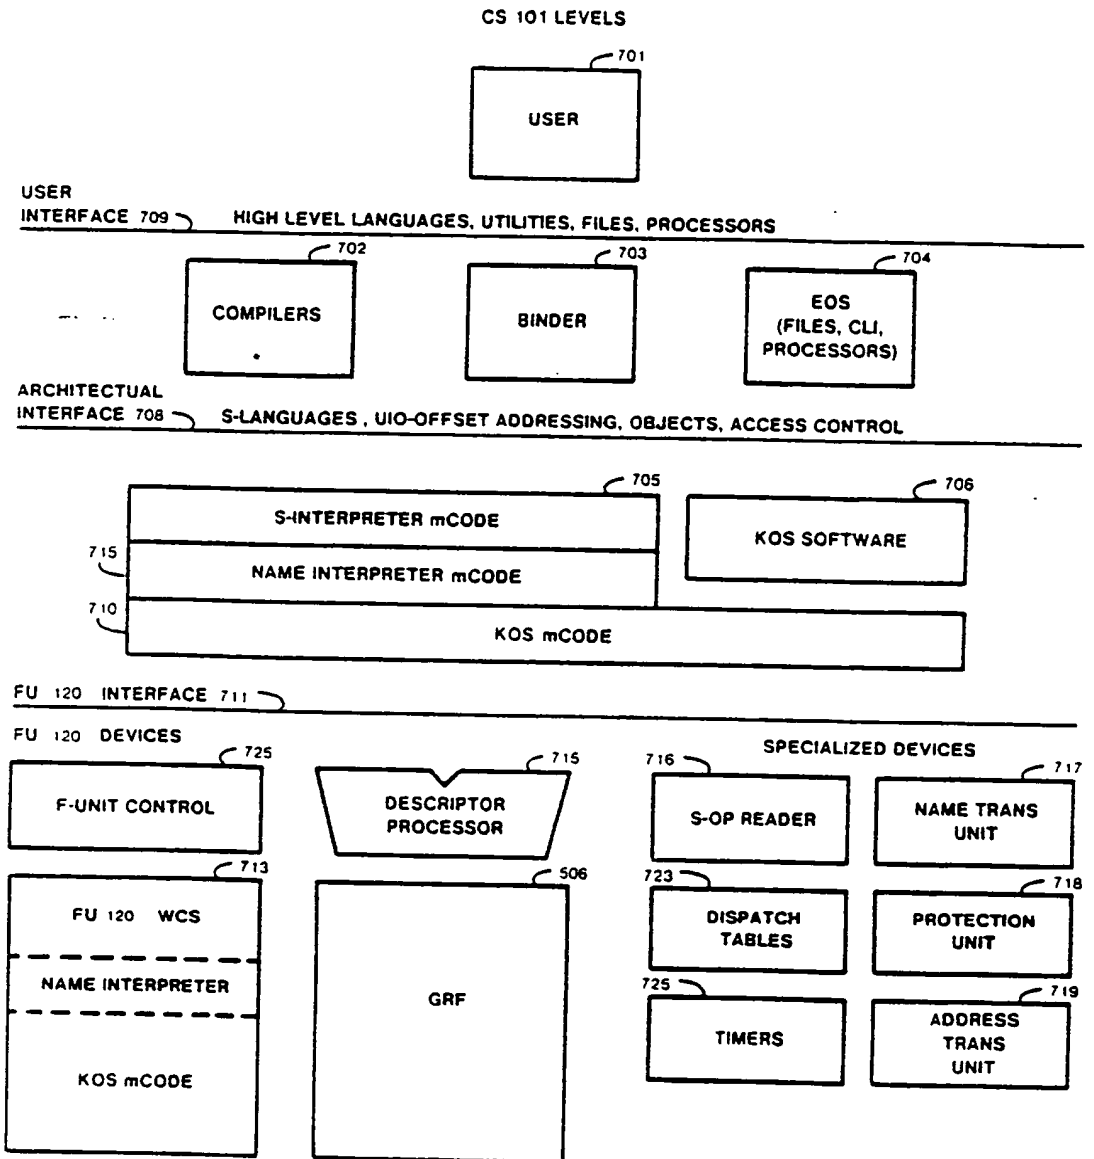 CS 101 LEVELS
701
USER
USER
INTERFACE 709
HIGH LEVEL LANGUAGES, UTILITIES, FILES, PROCESSORS
702
703
704
COMPILERS
BINDER
EOS
(FILES, CLI,
PROCESSORS)
ARCHITECTUAL
INTERFACE 708
S-LANGUAGES , UIO-OFFSET ADDRESSING, OBJECTS, ACCESS CONTROL
705
706
S-INTERPRETER mCODE
KOS SOFTWARE
715
NAME INTERPRETER mCODE
710
KOS mCODE
FU 120 INTERFACE 711
FU 120 DEVICES
SPECIALIZED DEVICES
725
715
716
717
F-UNIT CONTROL
DESCRIPTOR
PROCESSOR
S-OP READER
NAME TRANS
UNIT
713
506
723
718
FU 120 WCS
DISPATCH
TABLES
PROTECTION
UNIT
NAME INTERPRETER
GRF
725
719
TIMERS
ADDRESS
TRANS
UNIT
KOS mCODE